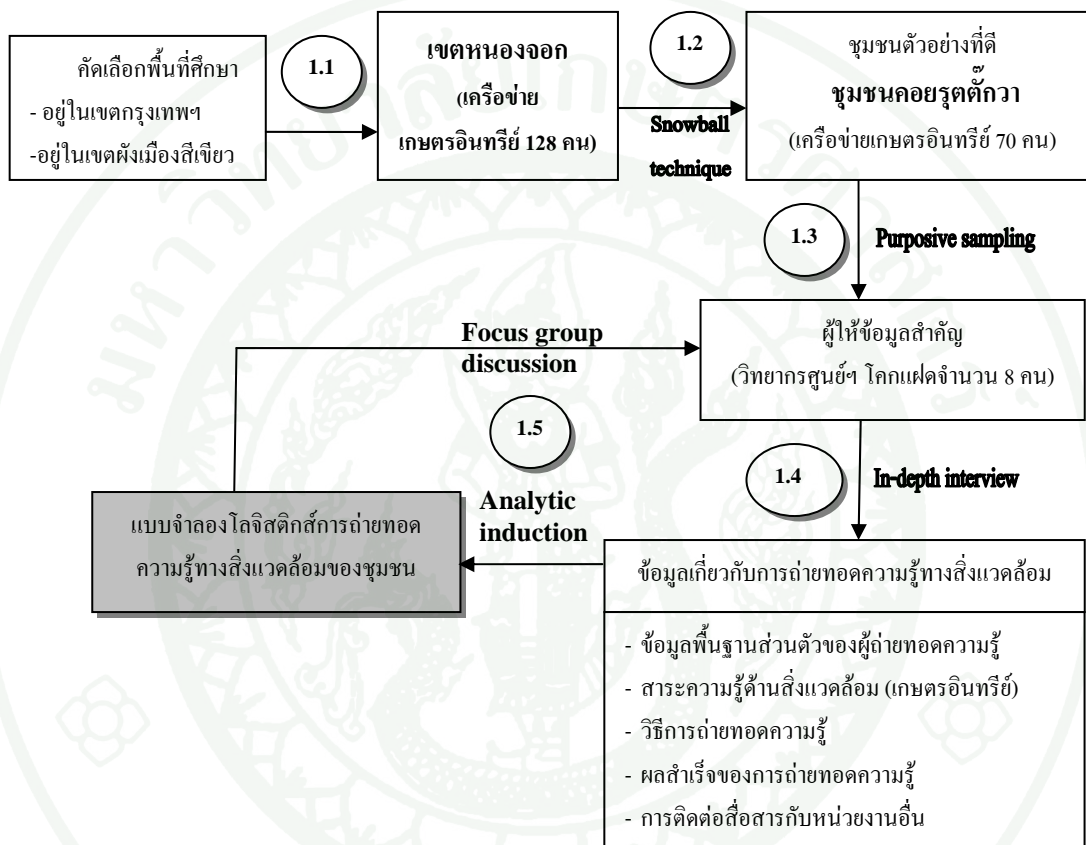 คัดเลือกพื้นที่ศึกษา
- อยู่ในเขตกรุงเทพฯ
-อยู่ในเขตผังเมืองสีเขียว
1.1
เขตหนองจอก
(เครือข่าย
เกษตรอินทรีย์ 128 คน)
1.2
Snowball
technique
ชุมชนตัวอย่างที่ดี
ชุมชนคอยรุตตั๊กวา
(เครือข่ายเกษตรอินทรีย์ 70 คน)
1.3
Purposive sampling
ผู้ให้ข้อมูลสำคัญ
(วิทยากรศูนย์ฯ โคกแฝดจำนวน 8 คน)
Focus group
discussion
1.4
In-depth interview
1.5
Analytic
induction
แบบจำลองโลจิสติกส์การถ่ายทอด
ความรู้ทางสิ่งแวดล้อมของชุมชน
ข้อมูลเกี่ยวกับการถ่ายทอดความรู้ทางสิ่งแวดล้อม
- ข้อมูลพื้นฐานส่วนตัวของผู้ถ่ายทอดความรู้
- สาระความรู้ด้านสิ่งแวดล้อม (เกษตรอินทรีย์)
- วิธีการถ่ายทอดความรู้
- ผลสำเร็จของการถ่ายทอดความรู้
- การติดต่อสื่อสารกับหน่วยงานอื่น